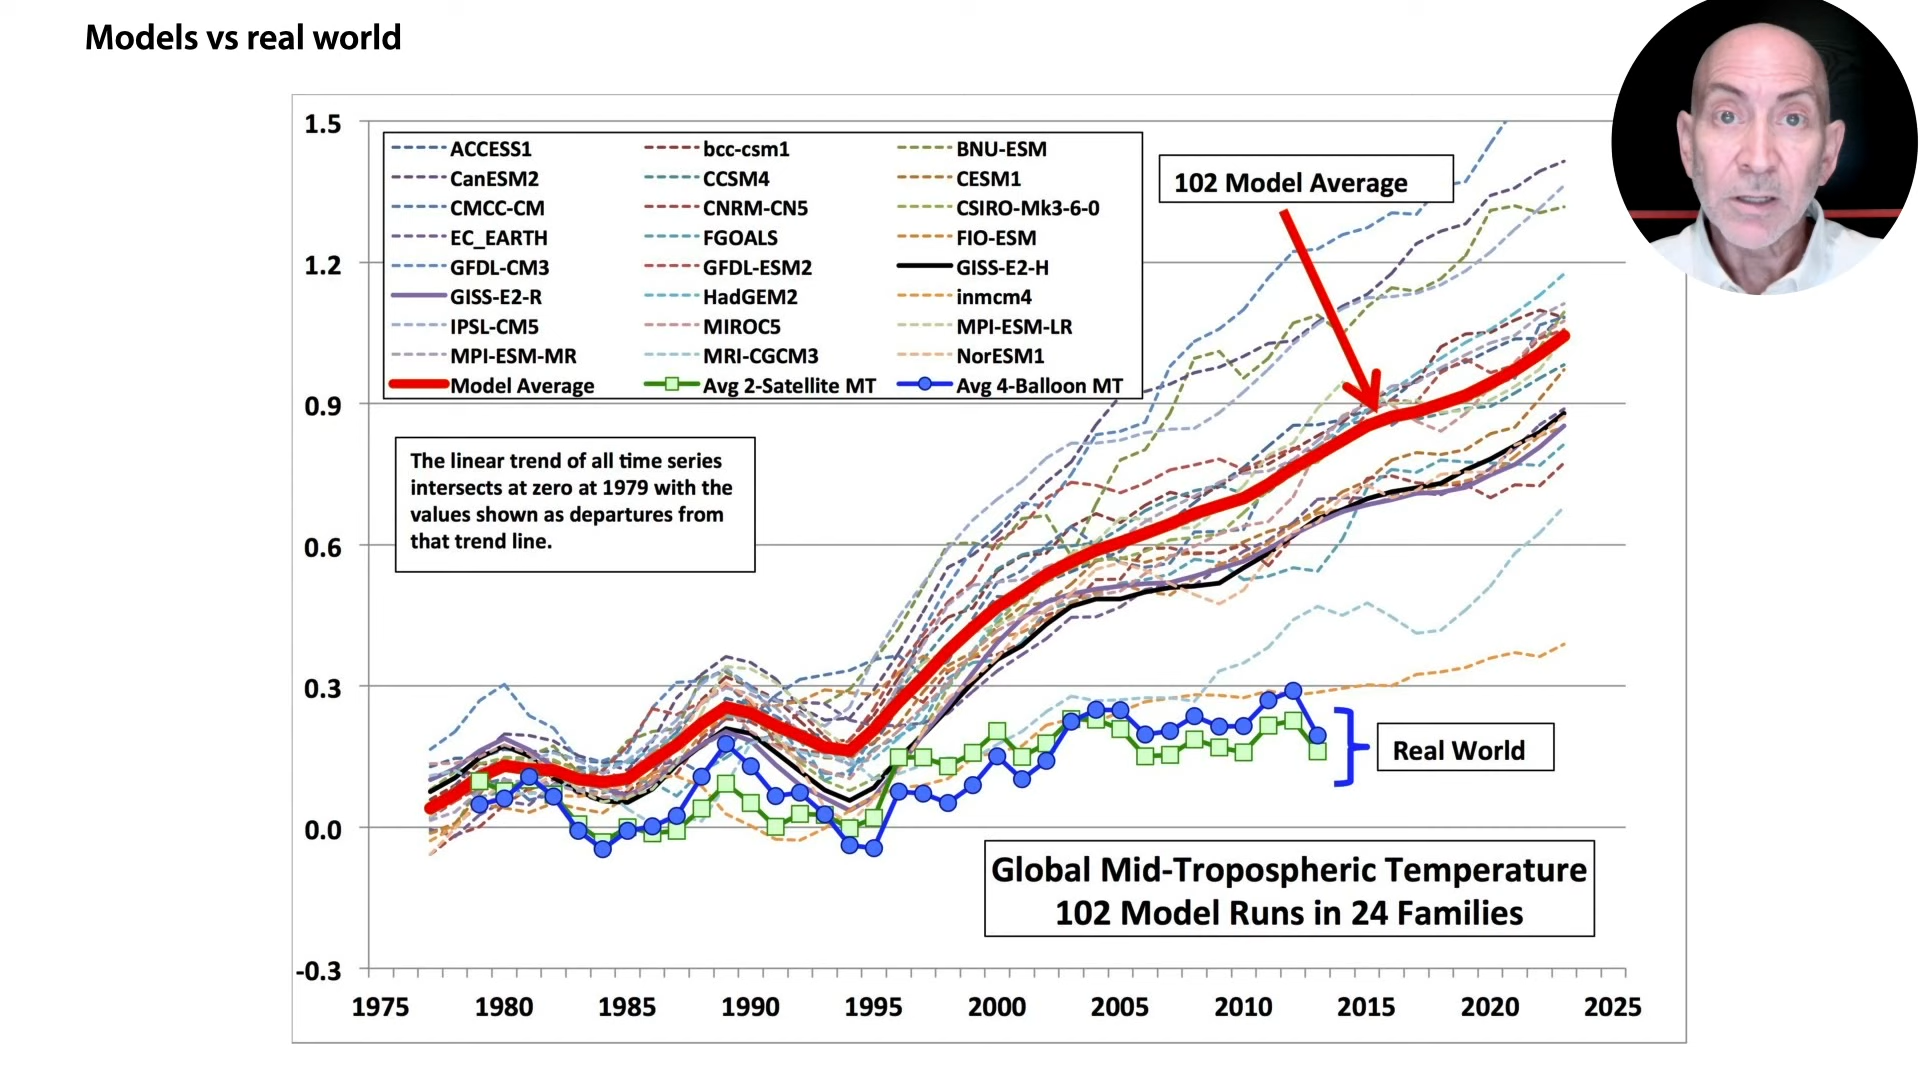 Models vs real world
1.5
1.2
0.9
0.6
0.3
0.0
-0.3
ACCESS1 bcc-csm1 BNU-ESM
CanESM2 CCSM4 CESM1
CMCC-CM CNRM-CN5 CSIRO-Mk3-6-0
EC_EARTH FGOALS FIO-ESM
GFDL-CM3 GFDL-ESM2 GISS-E2-H
GISS-E2-R HadGEM2 inmcm4
IPSL-CM5 MIROC5 MPI-ESM-LR
MPI-ESM-MR MRI-CGCM3 NorESM1
Model Average Avg 2-Satellite MT Avg 4-Balloon MT
102 Model Average
The linear trend of all time series
intersects at zero at 1979 with the
values shown as departures from
that trend line.
Real World
Global Mid-Tropospheric Temperature
102 Model Runs in 24 Families
1975 1980 1985 1990 1995 2000 2005 2010 2015 2020 2025